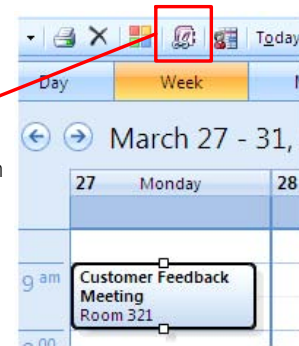 Today
Day Week
March 27 - 31,
27 Monday 28
9 am
Customer Feedback
Meeting
Room 321